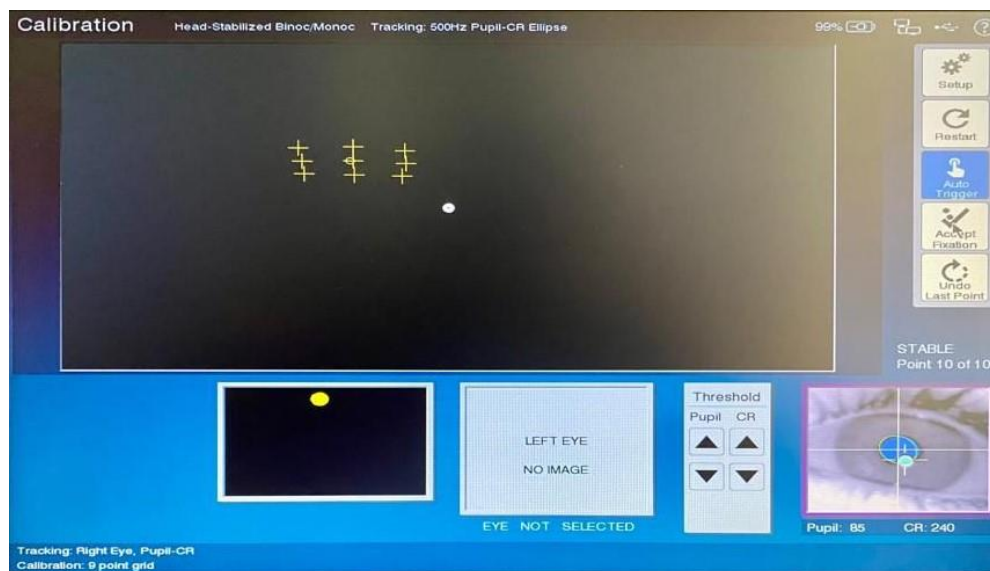 Calibration Head-Stabilized Binoc/Monoc Tracking: 500Hz Pupil-CR Ellipse 99% ?
Setup
Restart
Auto
Trigger
Accept
Fixation
Undo
Last Point
STABLE
Point 10 of 10
LEFT EYE
NO IMAGE
EYE NOT SELECTED
Threshold
Pupil CR
Pupil: 85 CR: 240
Tracking: Right Eye, Pupil-CR
Calibration: 9 point grid